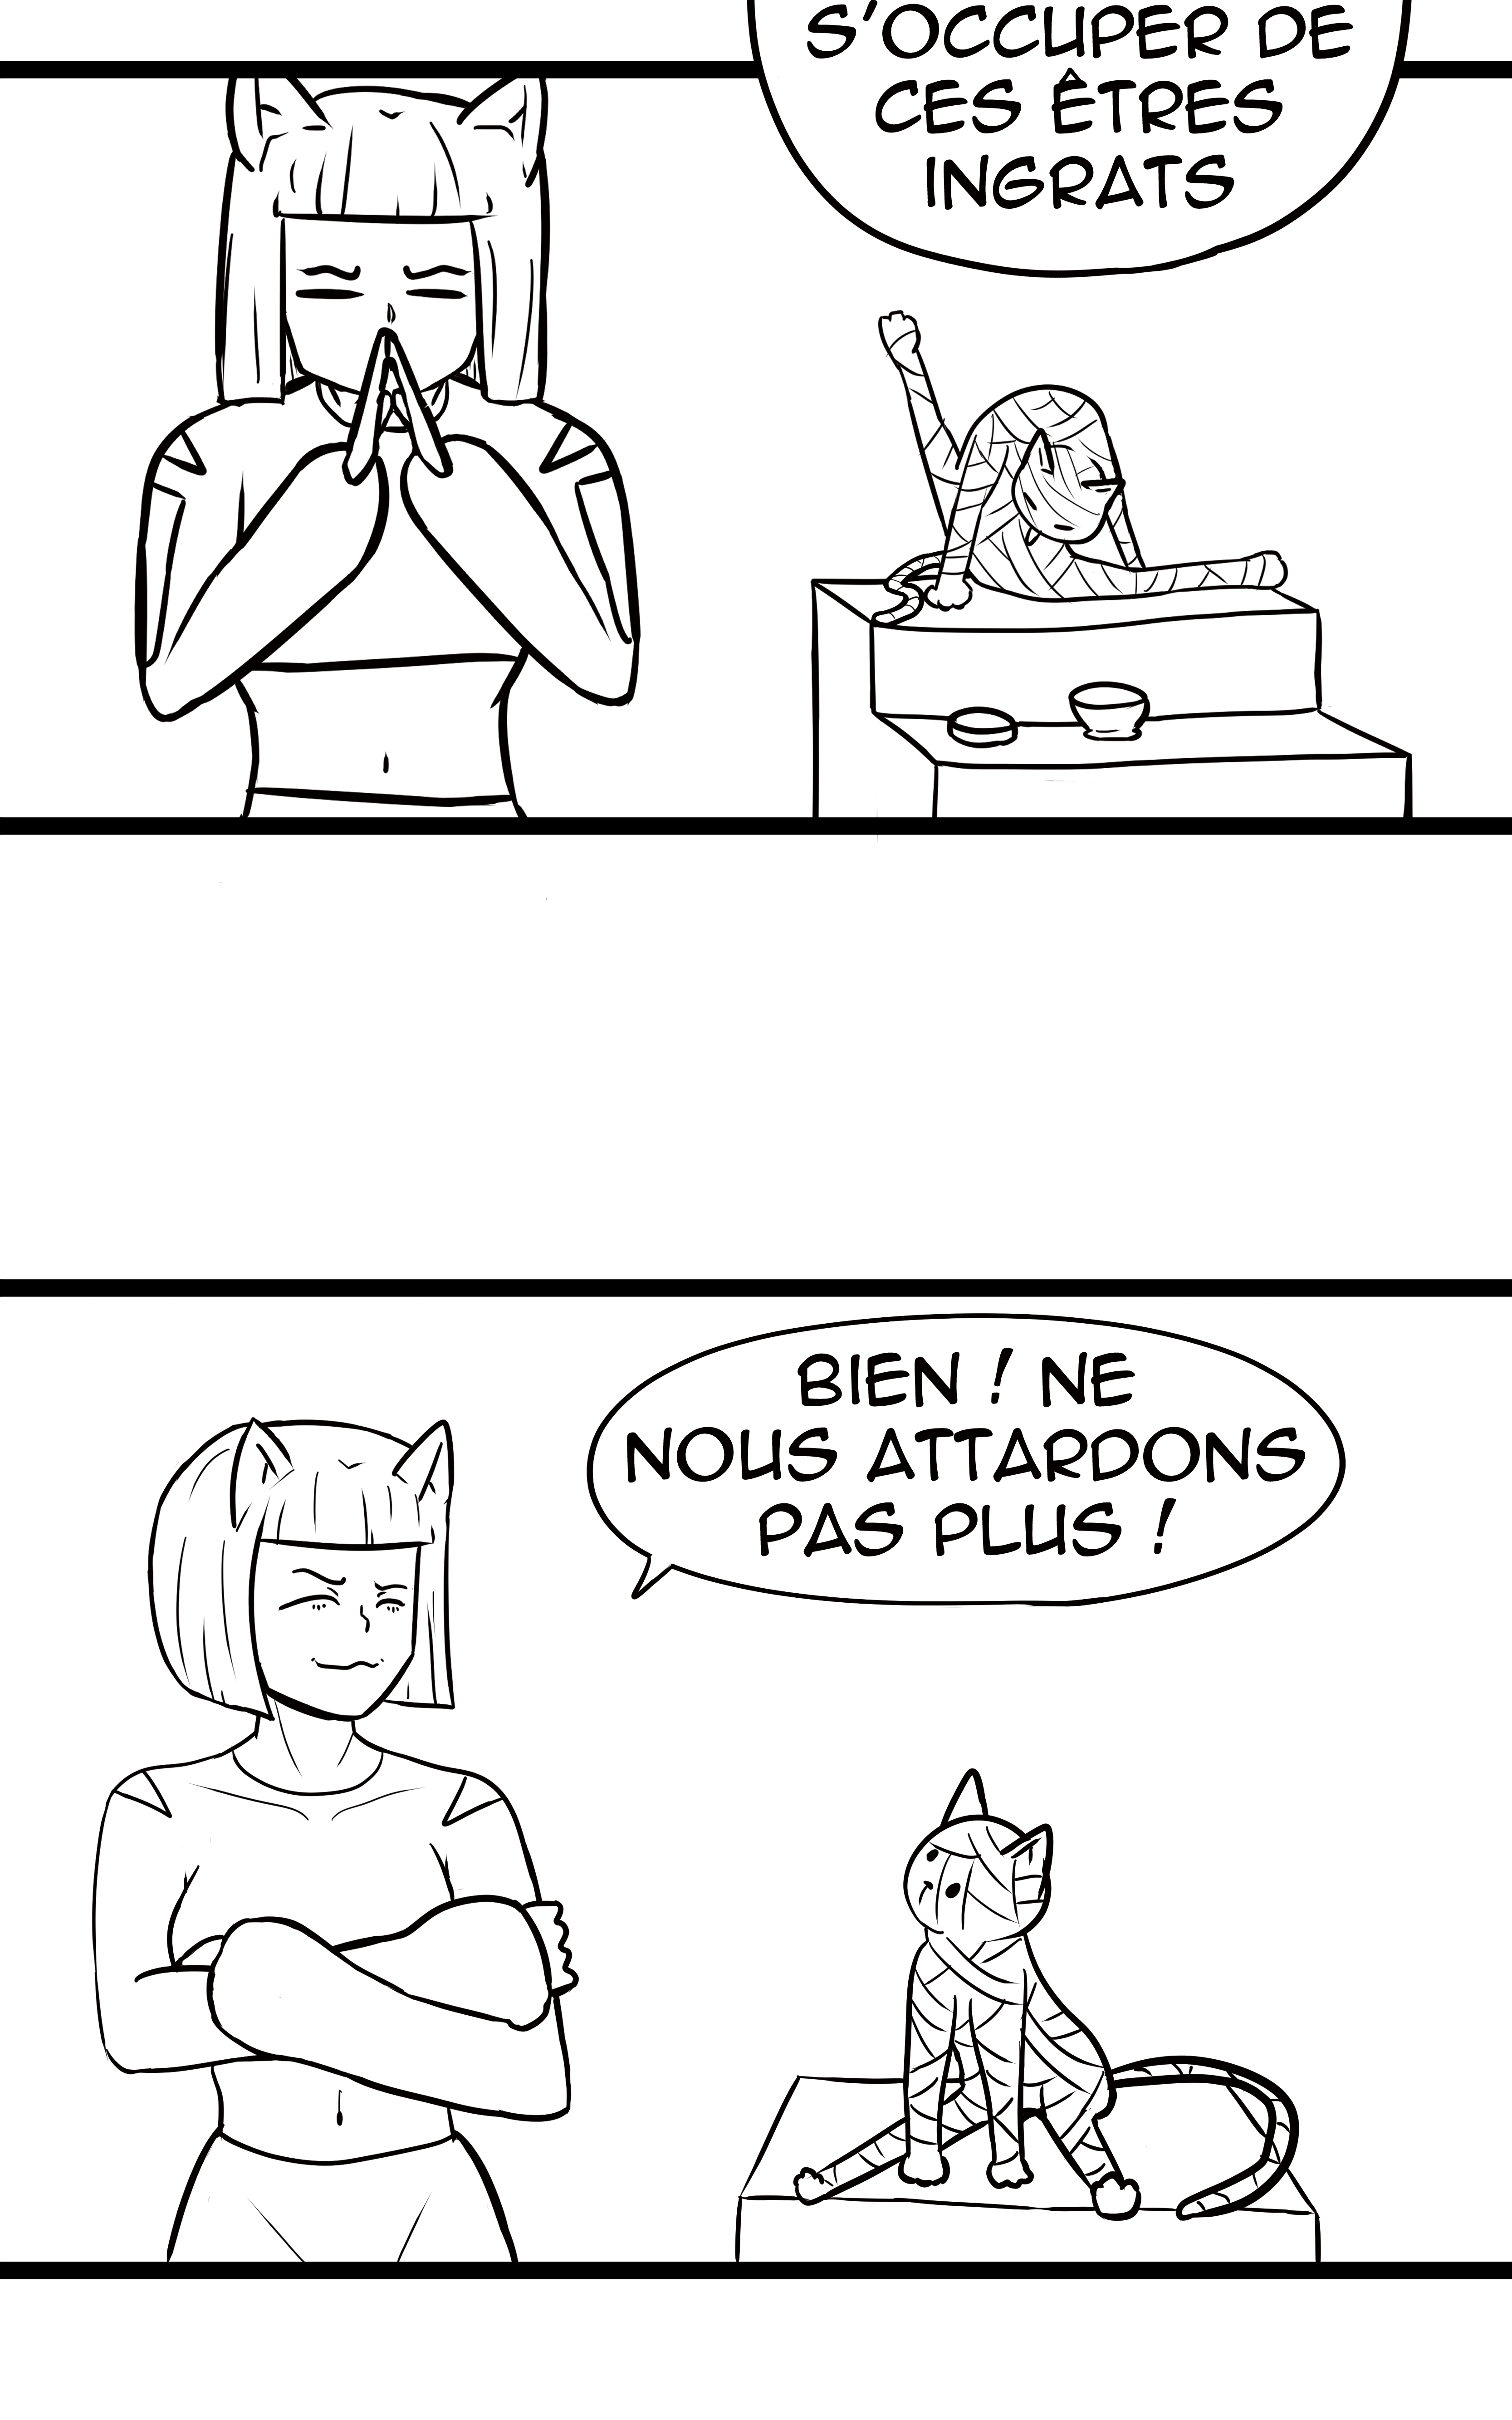 S'OCCUPER DE
CES ÊTRES
INGRATS
BIEN ! NE
NOUS ATTARDONS
PAS PLUS !